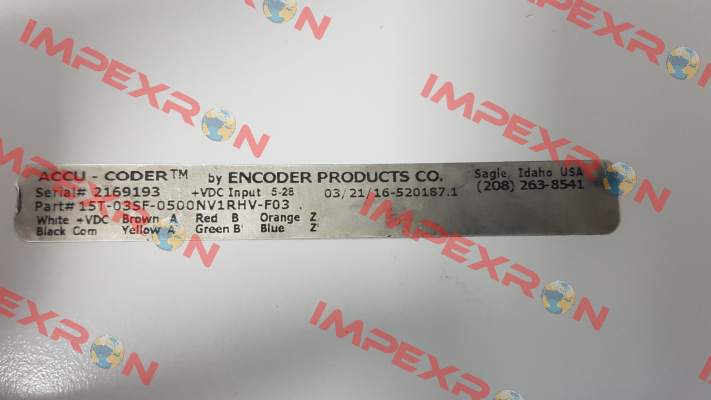 IMPEXRON
IMPEXRON
IMPEXRON
IMPEXRON
ACCU - CODER™ by ENCODER PRODUCTS CO. Sagle, Idaho USA
Serial# 2169193 +VDC Input 5-28 03/21/16-520187.1 (208) 263-8541
Part# 15T-03SF-0500NV1RHV-F03
White +VDC Brown A Red B Orange Z
Black Com Yellow A' Green B' Blue Z'
IMPEXRON
IMPEXRON
IMPEXRON